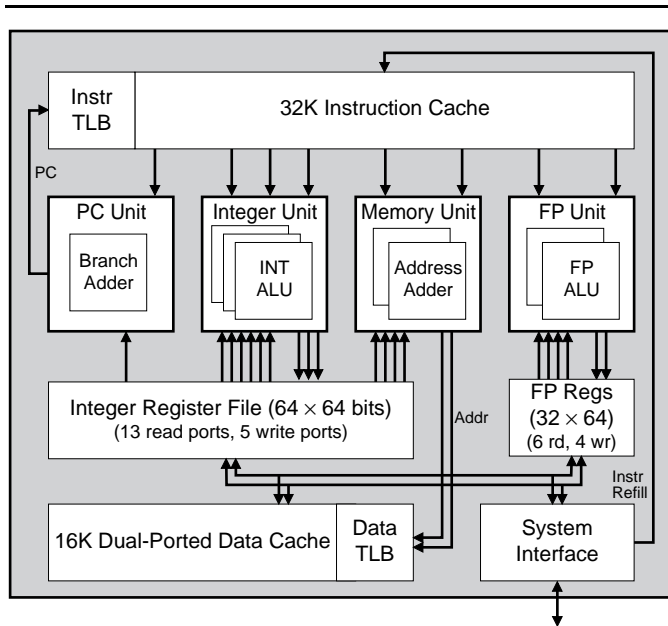 Instr
TLB
32K Instruction Cache
PC
PC Unit
Integer Unit
Memory Unit
FP Unit
Branch
Adder
INT
ALU
Address
Adder
FP
ALU
Integer Register File (64 × 64 bits)
(13 read ports, 5 write ports)
Addr
FP Regs
(32 × 64)
(6 rd, 4 wr)
Instr
Refill
16K Dual-Ported Data Cache
Data
TLB
System
Interface